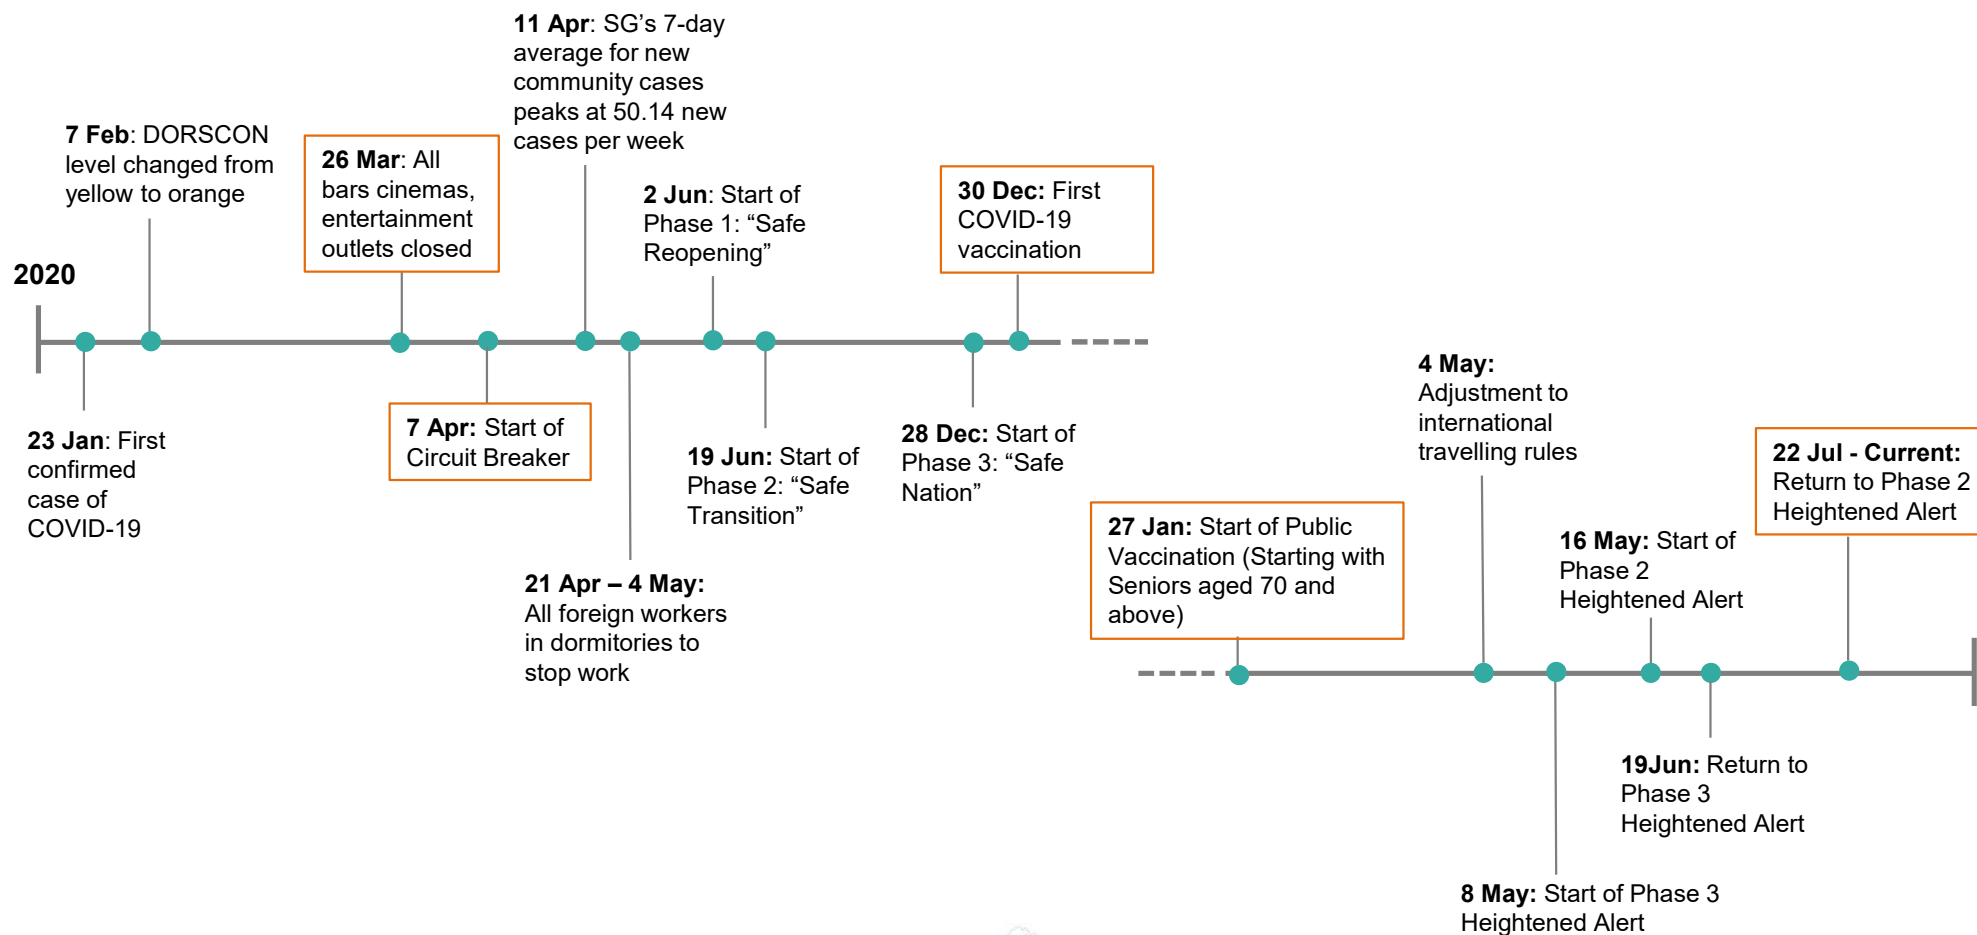 2020
23 Jan: First
confirmed
case of
COVID-19
7 Feb: DORSCON
level changed from
yellow to orange
26 Mar: All
bars cinemas,
entertainment
outlets closed
7 Apr: Start of
Circuit Breaker
11 Apr: SG's 7-day
average for new
community cases
peaks at 50.14 new
cases per week
21 Apr – 4 May:
All foreign workers
in dormitories to
stop work
2 Jun: Start of
Phase 1: “Safe
Reopening”
19 Jun: Start of
Phase 2: “Safe
Transition”
28 Dec: Start of
Phase 3: “Safe
Nation”
30 Dec: First
COVID-19
vaccination
27 Jan: Start of Public
Vaccination (Starting with
Seniors aged 70 and
above)
4 May:
Adjustment to
international
travelling rules
8 May: Start of Phase 3
Heightened Alert
16 May: Start of
Phase 2
Heightened Alert
19Jun: Return to
Phase 3
Heightened Alert
22 Jul - Current:
Return to Phase 2
Heightened Alert